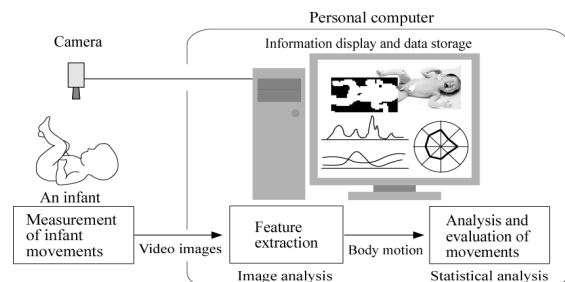 Personal computer
Camera
Information display and data storage
An infant
Measurement
of infant
movements
Video images
Feature
extraction
Image analysis
Body motion
Analysis and
evaluation of
movements
Statistical analysis